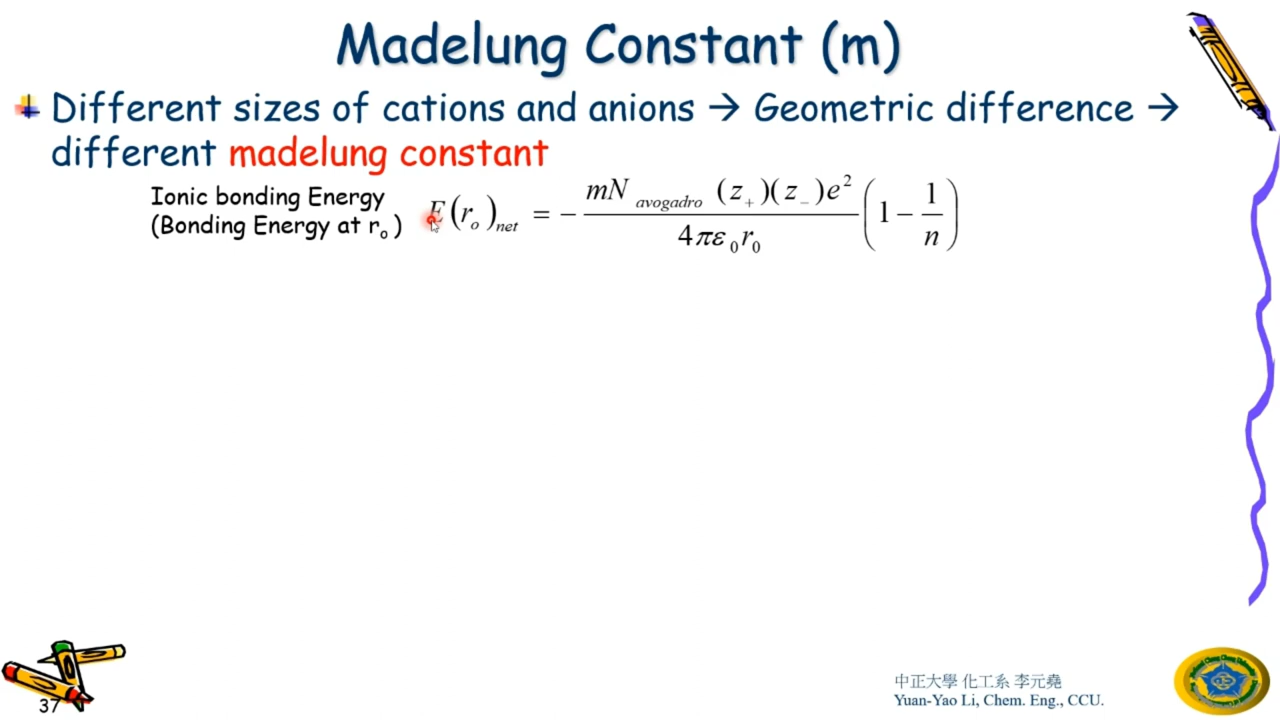 Madelung Constant (m)
Different sizes of cations and anions → Geometric difference →
different madelung constant
Ionic bonding Energy
(Bonding Energy at r₀ )
E(r₀)net = − mN avogadro (z₊)(z₋)e² / 4πε₀r₀ (1 − 1/n)
中正大學 化工系 李元堯
Yuan-Yao Li, Chem. Eng., CCU.
37